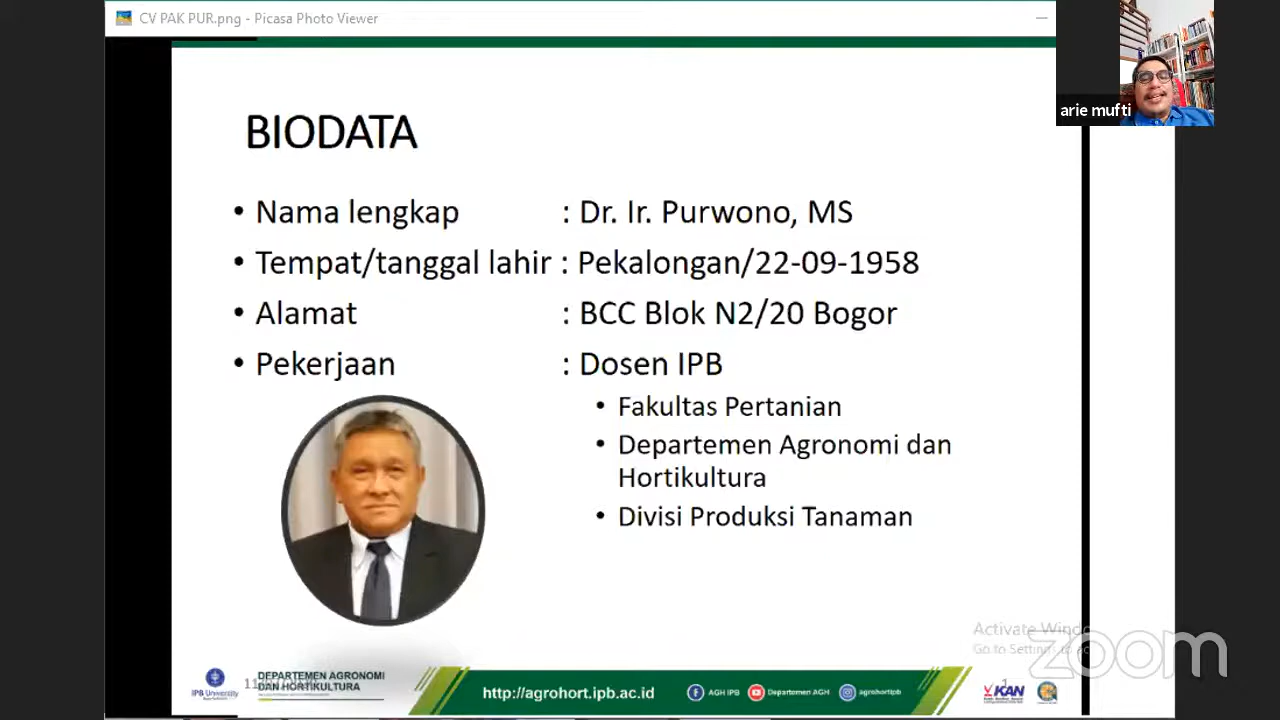 CV PAK PUR.png - Picasa Photo Viewer
arie mufti
BIODATA
• Nama lengkap : Dr. Ir. Purwono, MS
• Tempat/tanggal lahir : Pekalongan/22-09-1958
• Alamat : BCC Blok N2/20 Bogor
• Pekerjaan : Dosen IPB
• Fakultas Pertanian
• Departemen Agronomi dan
Hortikultura
• Divisi Produksi Tanaman
Activate Windo
Go to Settings to ac
zoom
IPB University
DEPARTEMEN AGRONOMI
DAN HORTIKULTURA
http://agrohort.ipb.ac.id
AGH IPB
Departemen AGH
agrohortipb
1
KAN